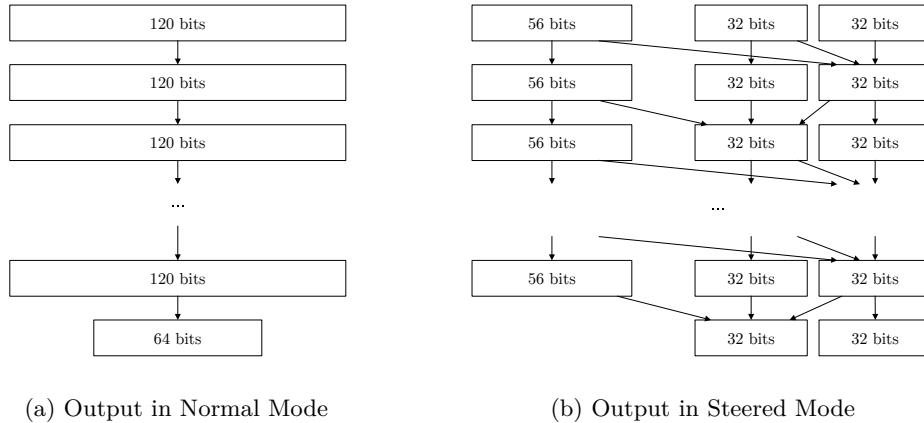 120 bits
120 bits
120 bits
...
120 bits
64 bits
(a) Output in Normal Mode
56 bits 32 bits 32 bits
56 bits 32 bits 32 bits
56 bits 32 bits 32 bits
...
56 bits 32 bits 32 bits
32 bits 32 bits
(b) Output in Steered Mode